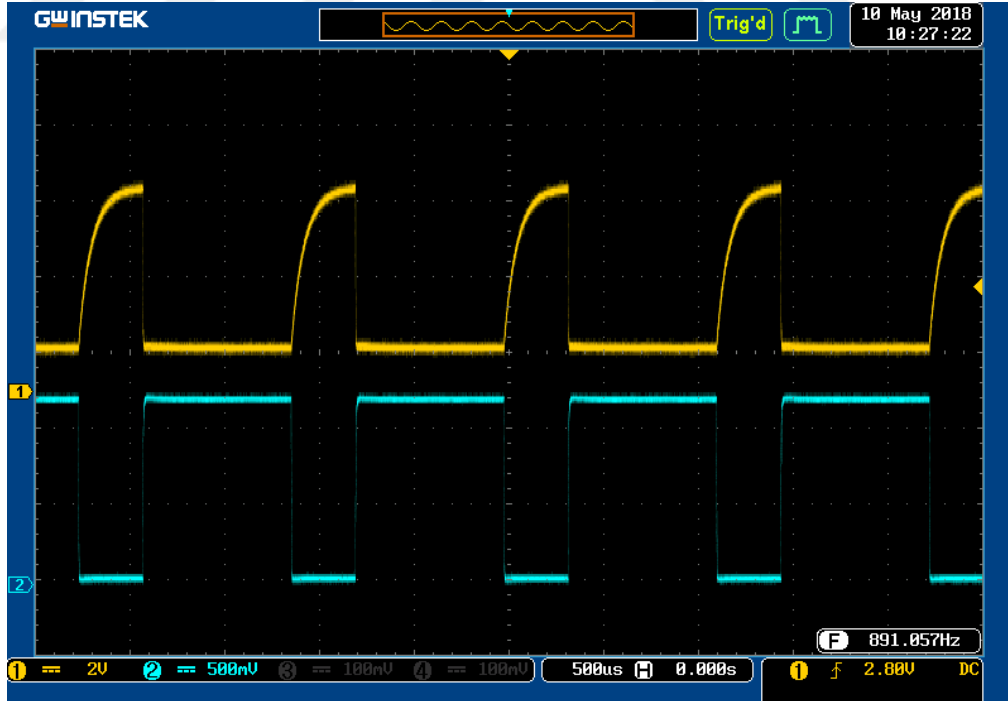 GWINSTEK
Trig'd
10 May 2018
10:27:22
1
2
F 891.057Hz
1 2V 2 500mV 3 100mV 4 100mV 500us H 0.000s 1 2.80V DC